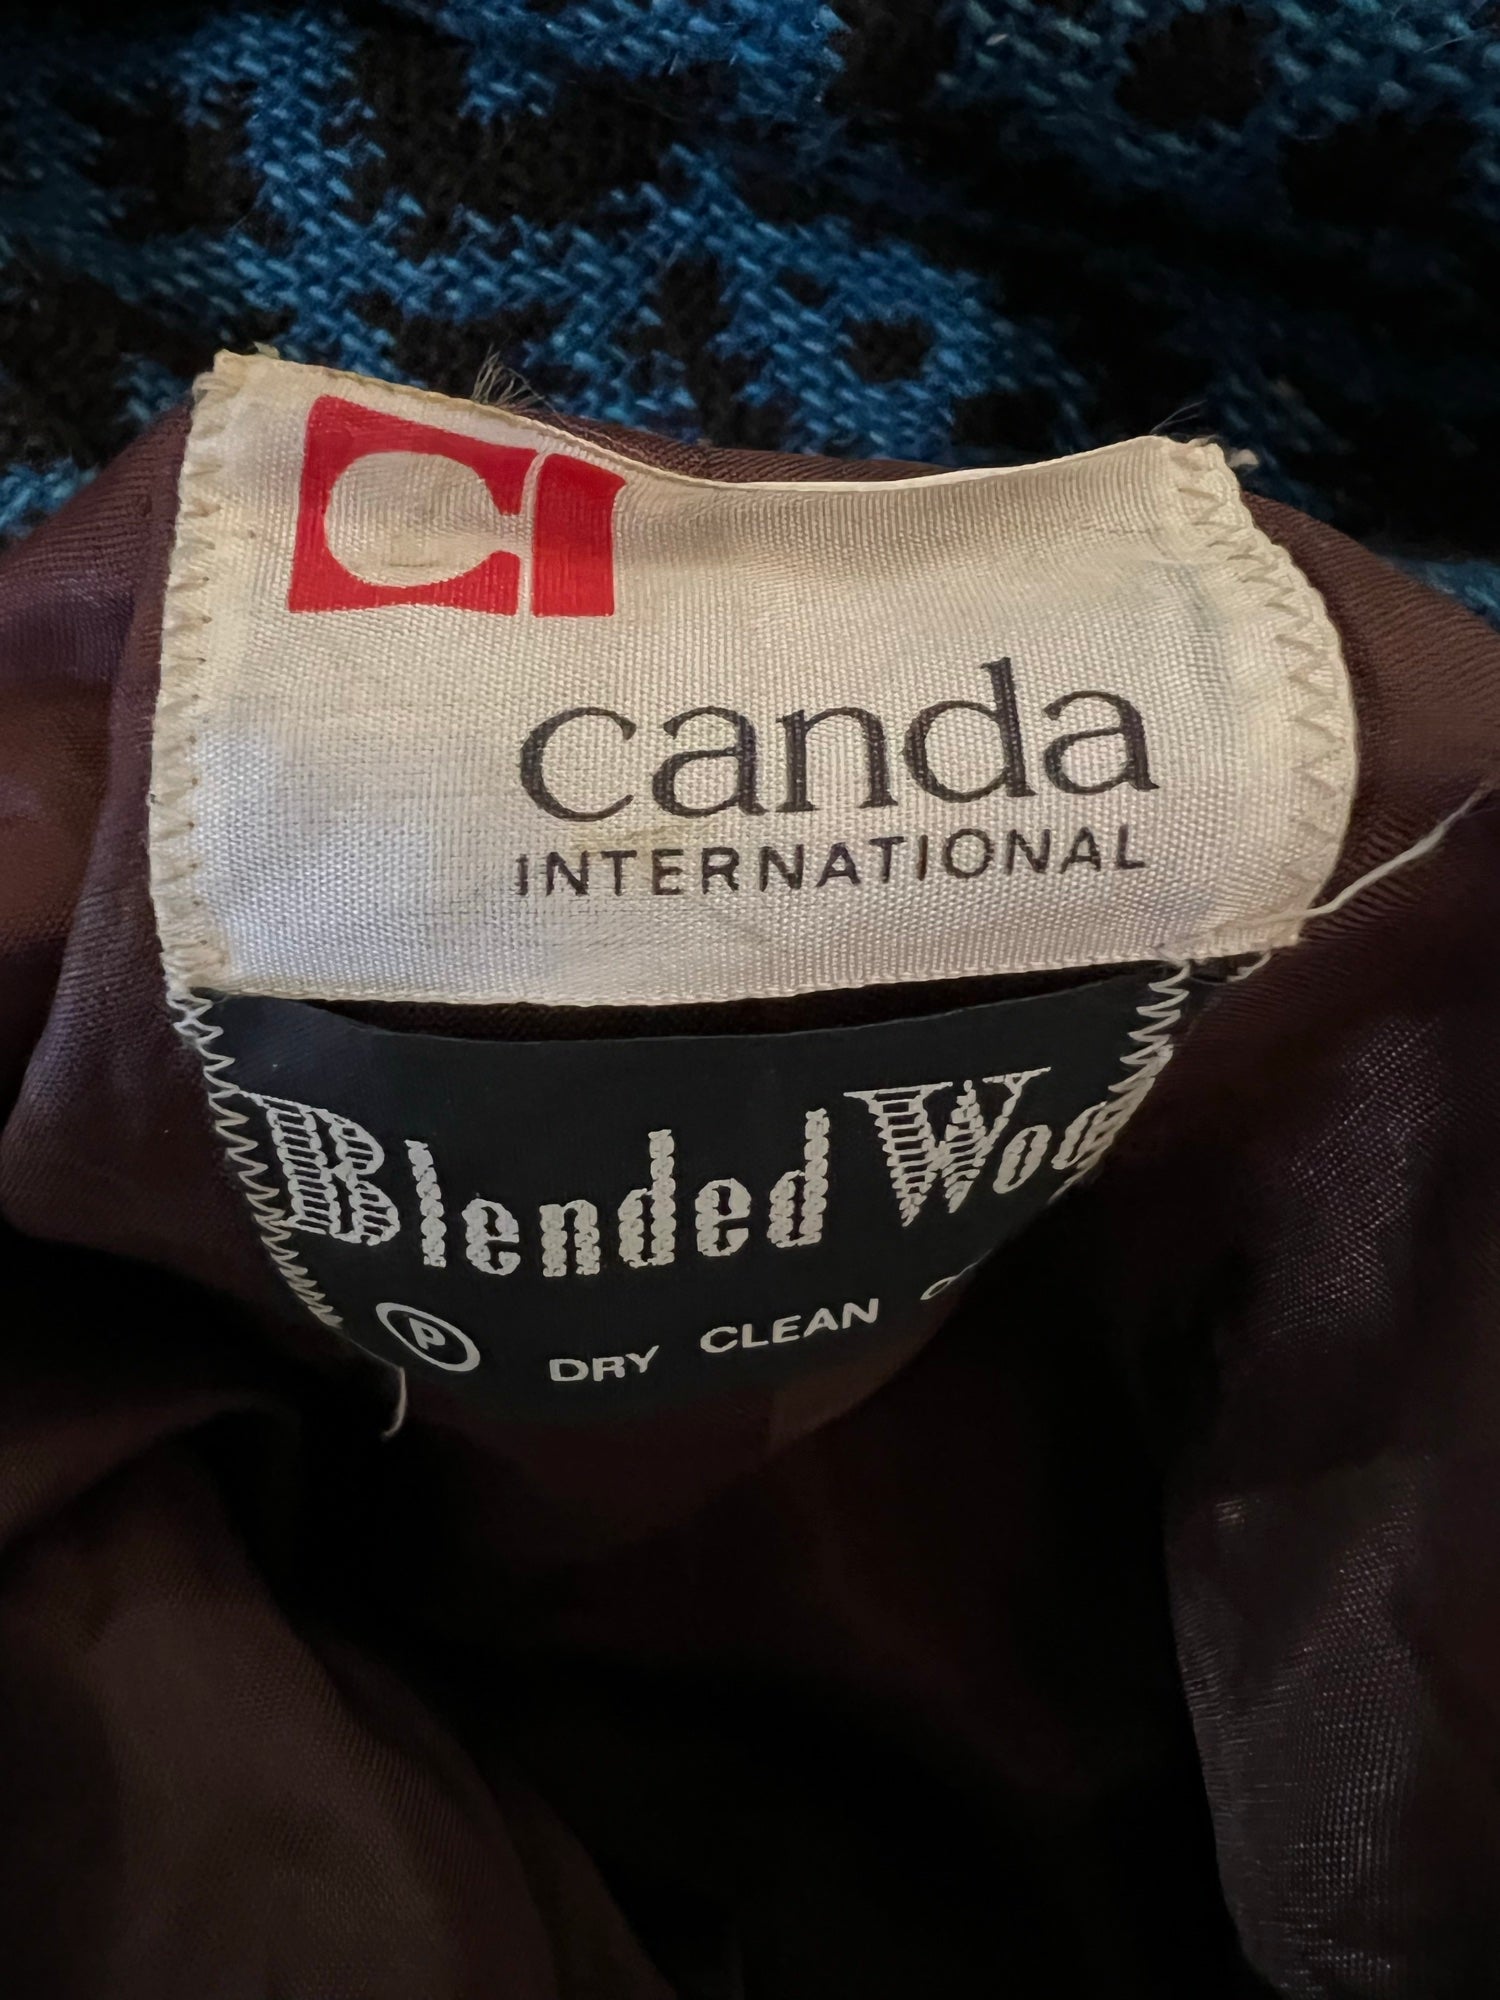 CI
canda
INTERNATIONAL
Blended
P DRY CLEAN